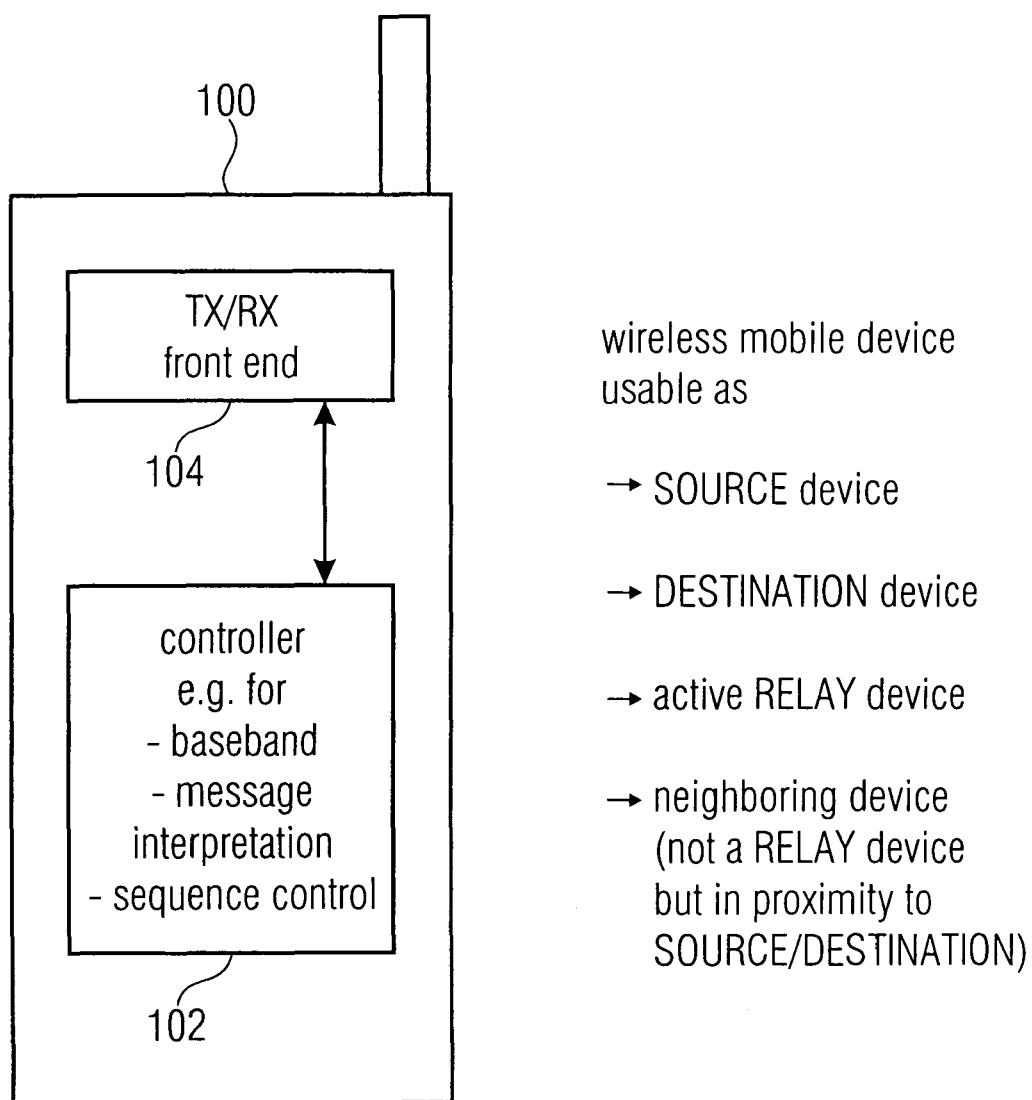 100
TX/RX
front end
104
controller
e.g. for
- baseband
- message
interpretation
- sequence control
102
wireless mobile device
usable as
→ SOURCE device
→ DESTINATION device
→ active RELAY device
→ neighboring device
(not a RELAY device
but in proximity to
SOURCE/DESTINATION)